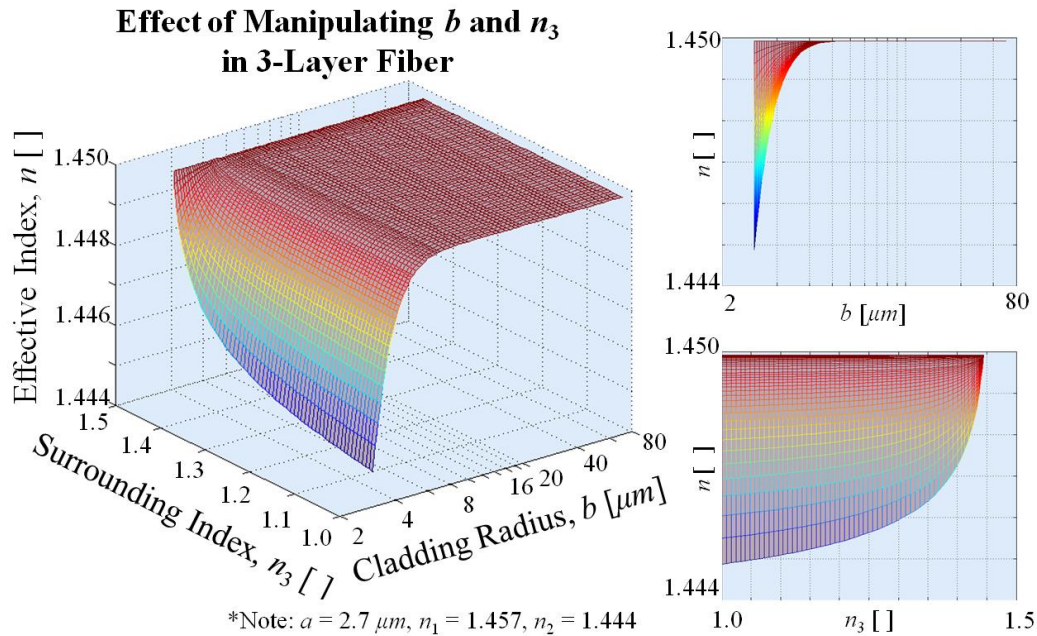 Effect of Manipulating b and n3
in 3-Layer Fiber
Effective Index, n [ ]
1.450
1.448
1.446
1.444
1.5
1.4
1.3
1.2
1.1
1.0
Surrounding Index, n3 [ ]
2
4
8
16
20
40
80
Cladding Radius, b [μm]
*Note: a = 2.7 μm, n1 = 1.457, n2 = 1.444
1.450
n [ ]
1.444
2
b [μm]
80
1.450
n [ ]
1.444
1.0
n3 [ ]
1.5